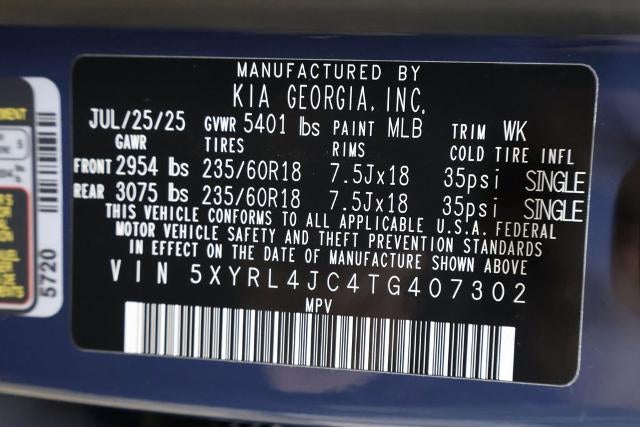 MANUFACTURED BY
KIA GEORGIA, INC.
JUL/25/25 GVWR 5401 lbs PAINT MLB TRIM WK
GAWR TIRES RIMS COLD TIRE INFL
FRONT 2954 lbs 235/60R18 7.5Jx18 35psi SINGLE
REAR 3075 lbs 235/60R18 7.5Jx18 35psi SINGLE
THIS VEHICLE CONFORMS TO ALL APPLICABLE U.S.A. FEDERAL
MOTOR VEHICLE SAFETY AND THEFT PREVENTION STANDARDS
IN EFFECT ON THE DATE OF MANUFACTURE SHOWN ABOVE
VIN 5XYRL4JC4TG407302
MPV
5720